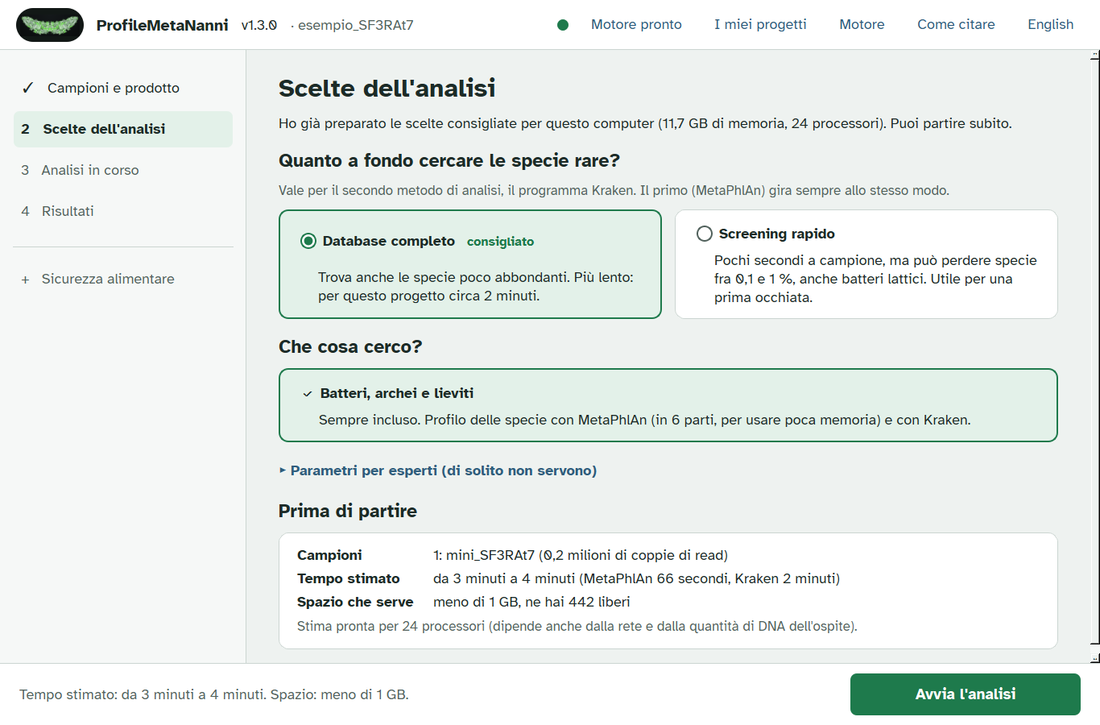 ProfileMetaNanni v1.3.0 · esempio_SF3RAt7
Motore pronto I miei progetti Motore Come citare English
✓ Campioni e prodotto
2 Scelte dell'analisi
3 Analisi in corso
4 Risultati
+ Sicurezza alimentare
Scelte dell'analisi
Ho già preparato le scelte consigliate per questo computer (11,7 GB di memoria, 24 processori). Puoi partire subito.
Quanto a fondo cercare le specie rare?
Vale per il secondo metodo di analisi, il programma Kraken. Il primo (MetaPhlAn) gira sempre allo stesso modo.
Database completo consigliato
Trova anche le specie poco abbondanti. Più lento:
per questo progetto circa 2 minuti.
Screening rapido
Pochi secondi a campione, ma può perdere specie
fra 0,1 e 1 %, anche batteri lattici. Utile per una
prima occhiata.
Che cosa cerco?
✓ Batteri, archei e lieviti
Sempre incluso. Profilo delle specie con MetaPhlAn (in 6 parti, per usare poca memoria) e con Kraken.
▸ Parametri per esperti (di solito non servono)
Prima di partire
Campioni 1: mini_SF3RAt7 (0,2 milioni di coppie di read)
Tempo stimato da 3 minuti a 4 minuti (MetaPhlAn 66 secondi, Kraken 2 minuti)
Spazio che serve meno di 1 GB, ne hai 442 liberi
Stima pronta per 24 processori (dipende anche dalla rete e dalla quantità di DNA dell'ospite).
Tempo stimato: da 3 minuti a 4 minuti. Spazio: meno di 1 GB.
Avvia l'analisi